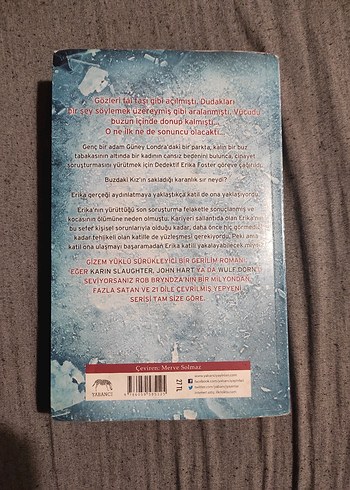 Gözleri faltaşı gibi açılmıştı. Dudakları
bir şey söylemek üzereymiş gibi aralanmıştı. Vücudu
buzun içinde donup kalmıştı...
O ne ilk ne de sonuncu olacaktı...
Genç bir adam Güney Londra'daki bir parkta, kalın bir buz
tabakasının altında bir kadının cansız bedenini bulunca, cinayet
soruşturmasını yürütmek için Dedektif Erika Foster göreve çağrılır.
Buzdaki Kız'ın sakladığı karanlık sır neydi?
Erika gerçeği aydınlatmaya yaklaştıkça katil de ona yaklaşıyordu.
Erika'nın yürüttüğü son soruşturma felaketle sonuçlanmış ve
kocasının ölümüne neden olmuştu. Kariyeri sallantıda olan Erika'nın
bu sefer kişisel sorunlarıyla olduğu kadar, daha önce hiç görmediği
kadar tehlikeli olan katille de yüzleşmesi gerekiyordu. Peki ama
katil ona ulaşmayı başaramadan Erika katili yakalayabilecek miydi?
GİZEM YÜKLÜ SÜRÜKLEYİCİ BİR GERİLİM ROMANI.
EĞER KARIN SLAUGHTER, JOHN HART YA DA WULF DORN'U
SEVİYORSANIZ ROB BRYNDZA'NIN BİR MİLYONDAN
FAZLA SATAN VE 21 DİLE ÇEVRİLMİŞ YEPYENİ
SERİSİ TAM SİZE GÖRE.
Çeviren: Merve Solmaz
YABANCI
27 TL